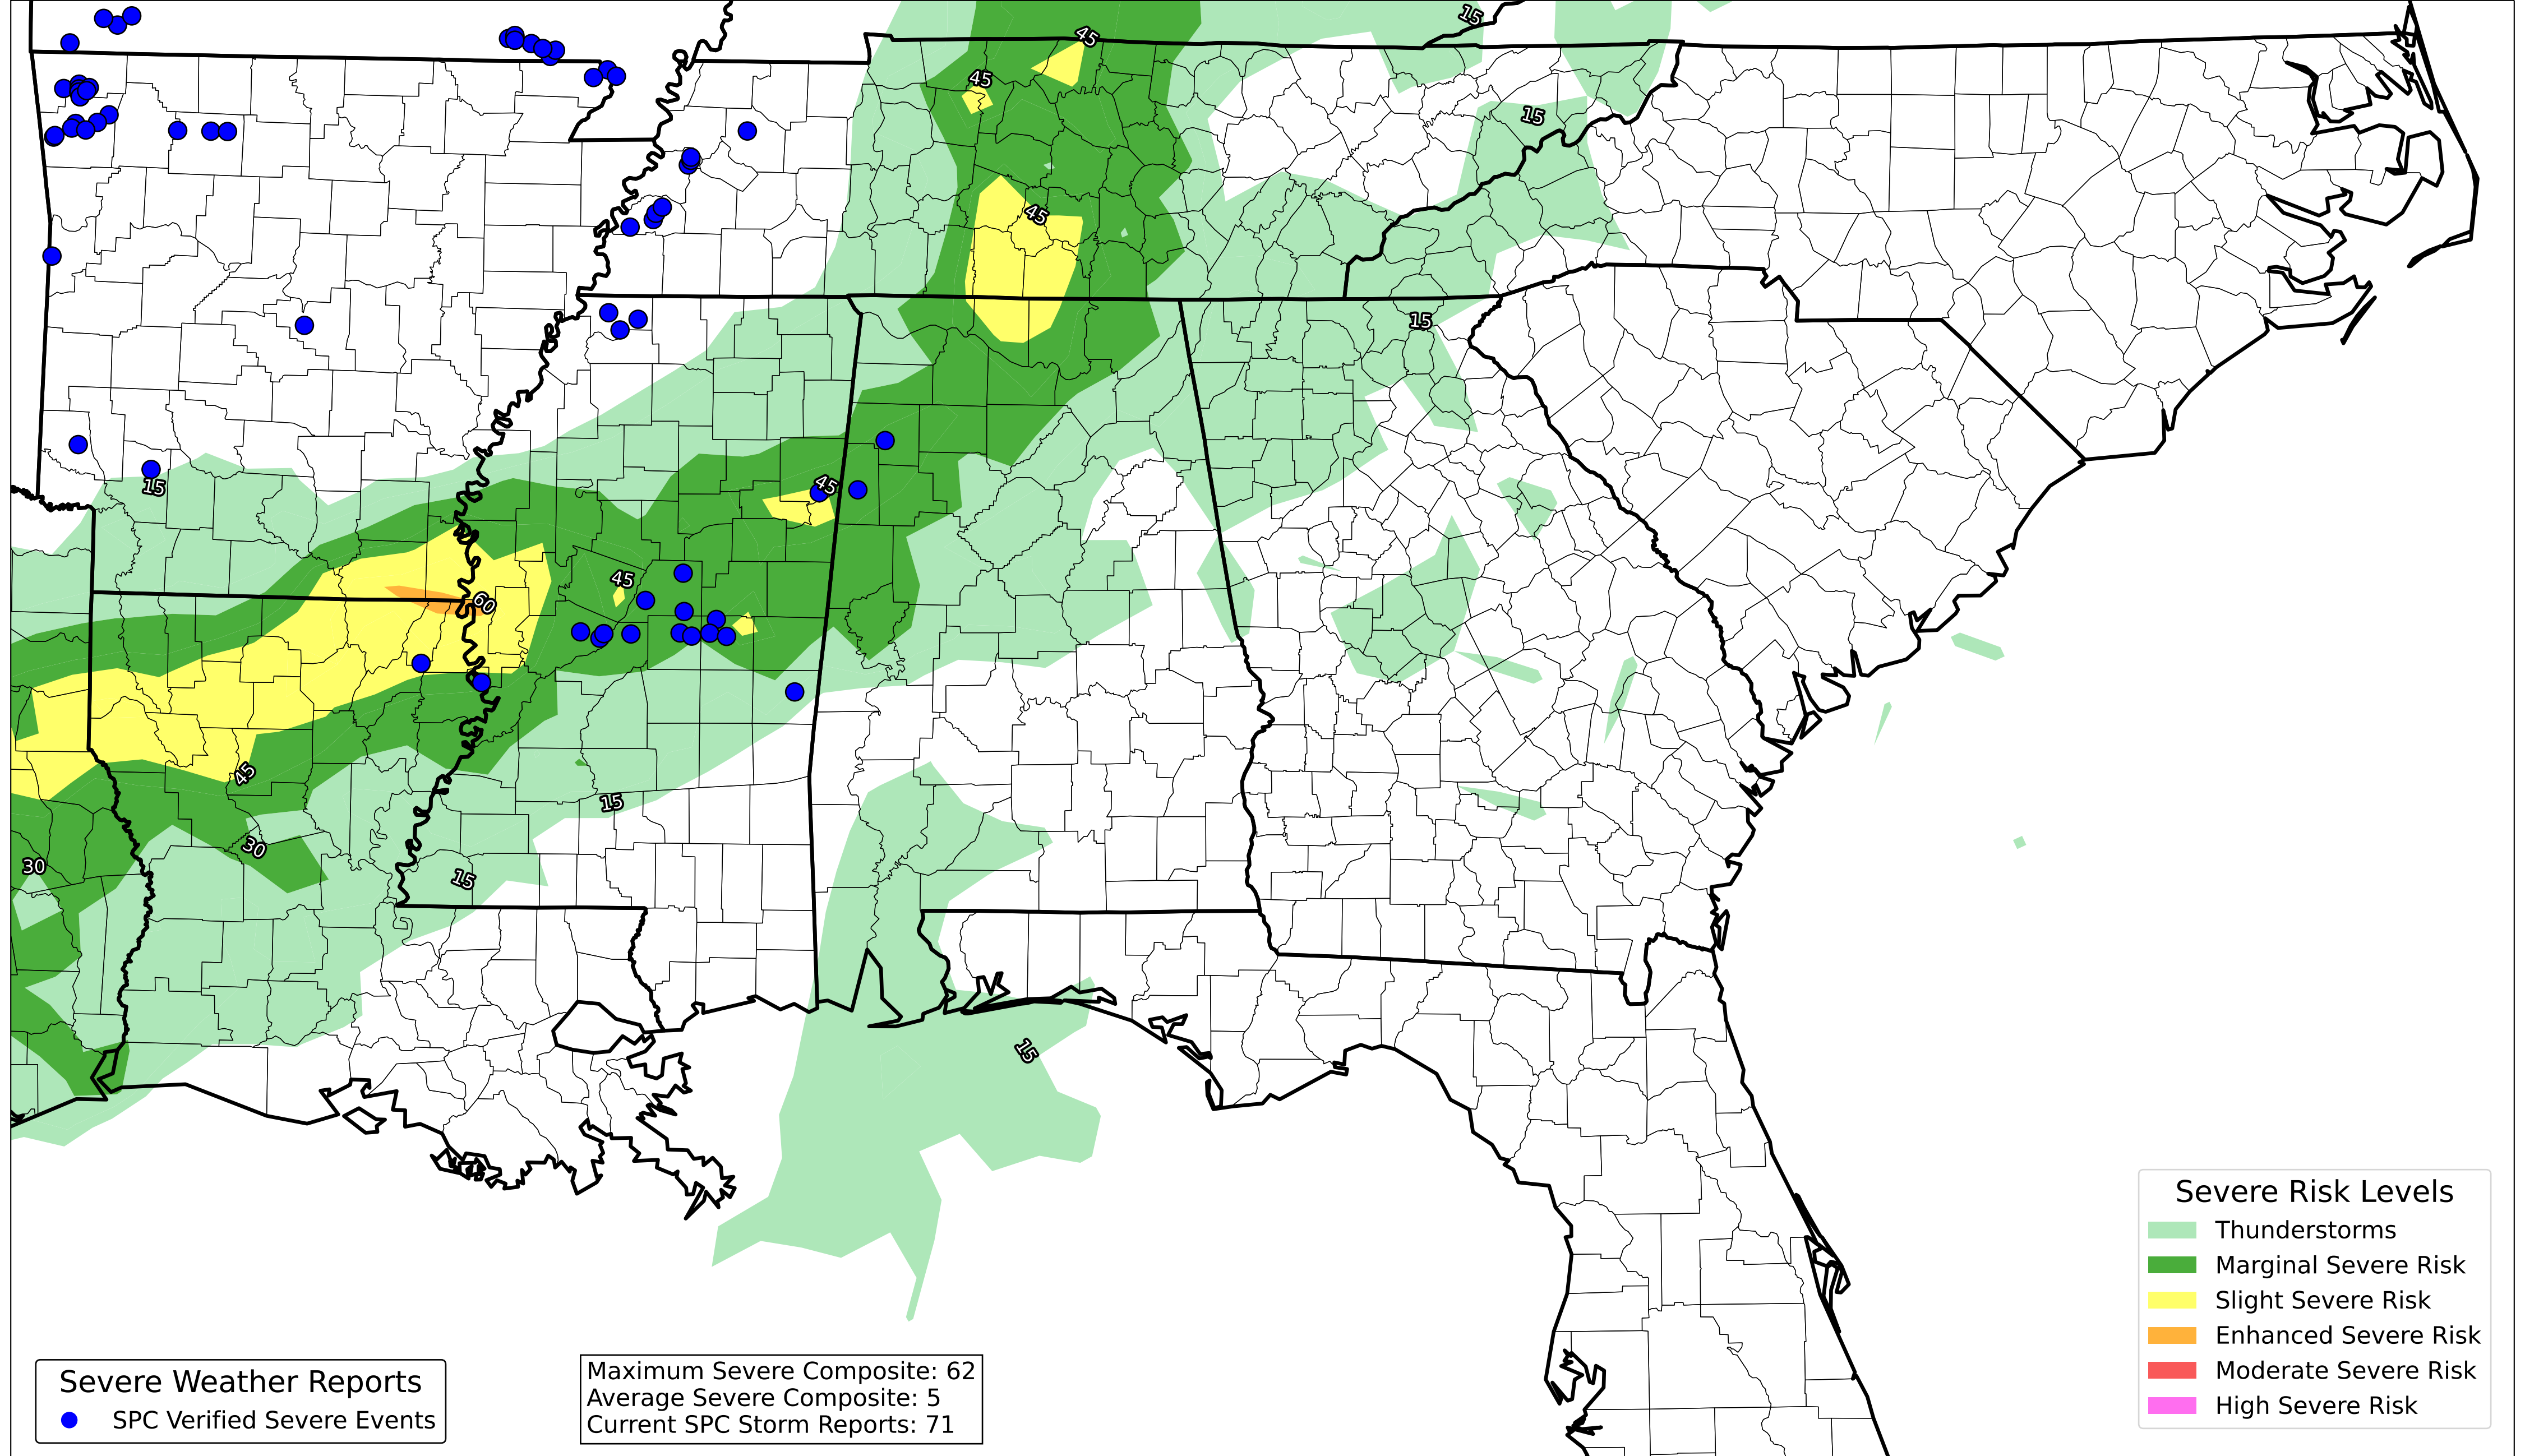 15
45
45
15
45
15
45
15
45
60
45
15
30
30
15
15
Severe Risk Levels
Thunderstorms
Marginal Severe Risk
Slight Severe Risk
Enhanced Severe Risk
Moderate Severe Risk
High Severe Risk
Severe Weather Reports
SPC Verified Severe Events
Maximum Severe Composite: 62
Average Severe Composite: 5
Current SPC Storm Reports: 71